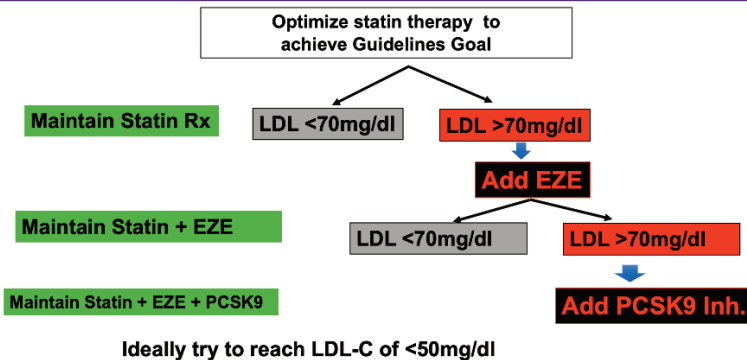 Optimize statin therapy to
achieve Guidelines Goal
Maintain Statin Rx
LDL <70mg/dl
LDL >70mg/dl
Add EZE
Maintain Statin + EZE
LDL <70mg/dl
LDL >70mg/dl
Maintain Statin + EZE + PCSK9
Add PCSK9 Inh.
Ideally try to reach LDL-C of <50mg/dl